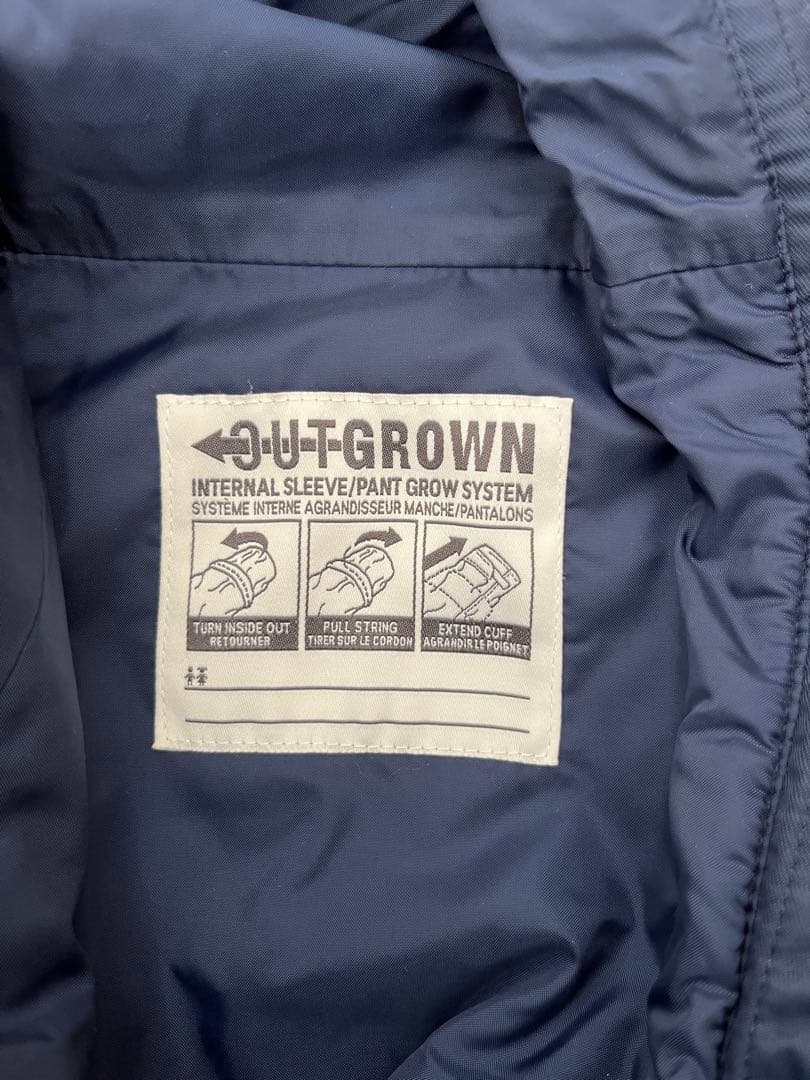 OUTGROWN
INTERNAL SLEEVE/PANT GROW SYSTEM
SYSTÈME INTERNE AGRANDISSEUR MANCHE/PANTALONS
TURN INSIDE OUT
RETOURNER
PULL STRING
TIRER SUR LE CORDON
EXTEND CUFF
AGRANDIR LE POIGNET